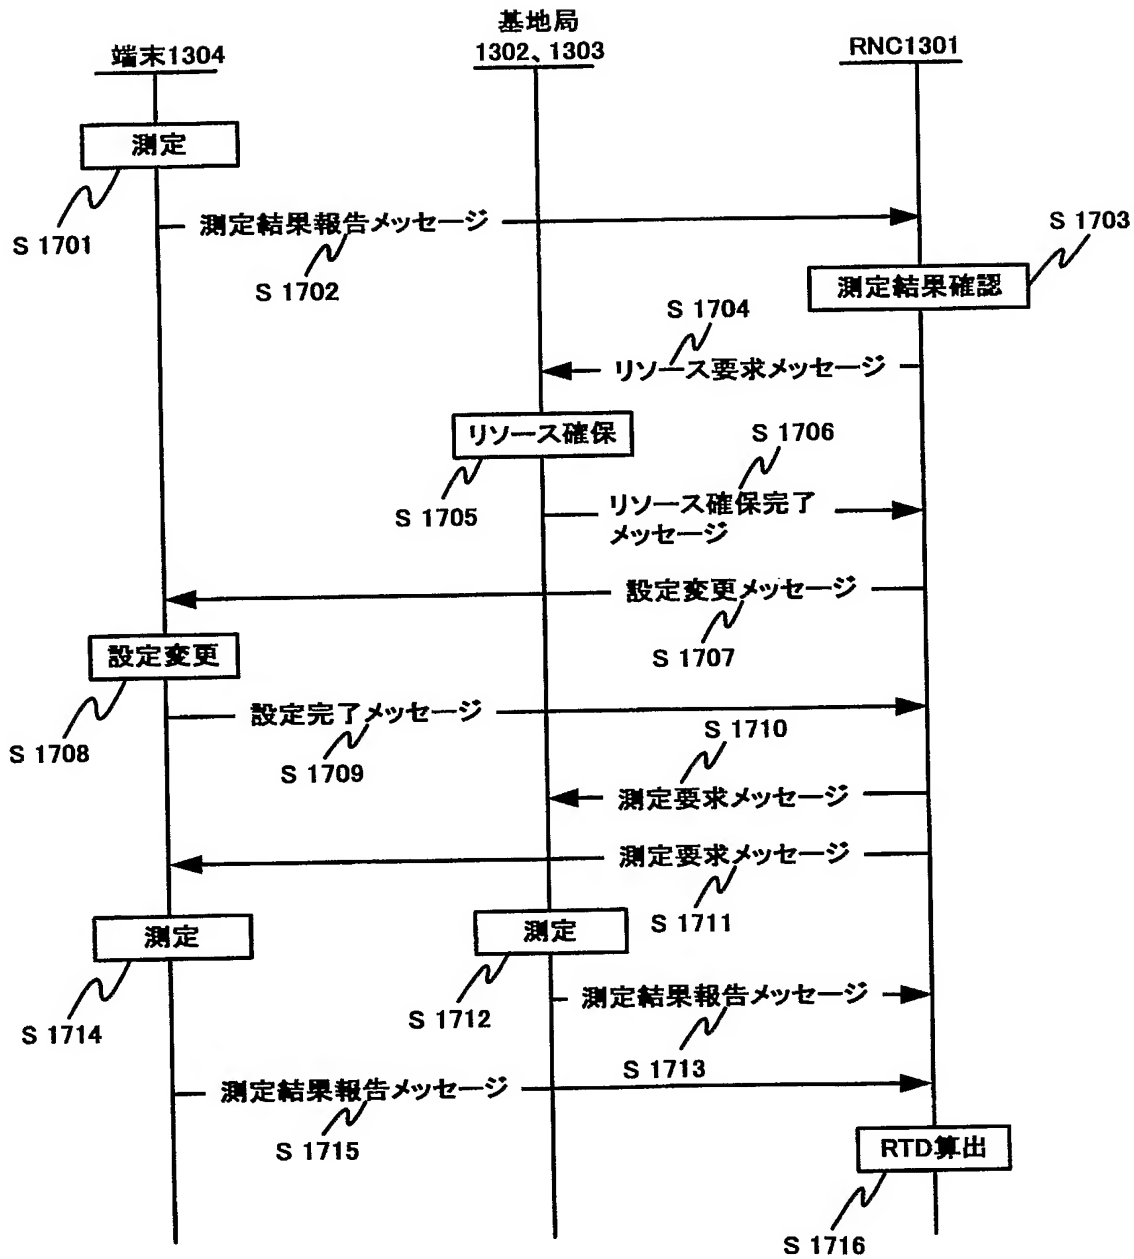 端末1304
基地局
1302、1303
RNC1301
測定
S 1701
測定結果報告メッセージ
S 1702
S 1703
測定結果確認
S 1704
リソース要求メッセージ
リソース確保
S 1705
S 1706
リソース確保完了
メッセージ
設定変更メッセージ
S 1707
設定変更
S 1708
設定完了メッセージ
S 1709
S 1710
測定要求メッセージ
測定要求メッセージ
S 1711
測定
S 1714
測定
S 1712
測定結果報告メッセージ
S 1713
測定結果報告メッセージ
S 1715
RTD算出
S 1716